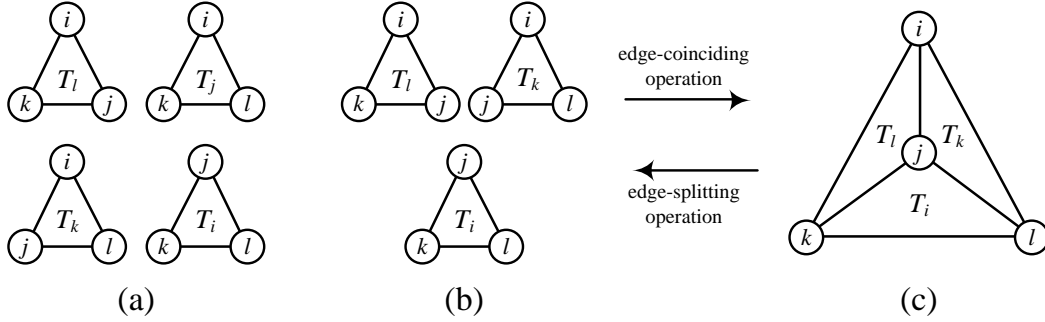 i
i
T_l
T_j
k
j
k
l
i
j
T_k
T_i
j
l
k
l
(a)
i
i
T_l
T_k
k
j
j
l
j
T_i
k
l
(b)
edge-coinciding
operation
edge-splitting
operation
i
T_l
T_k
j
T_i
k
l
(c)